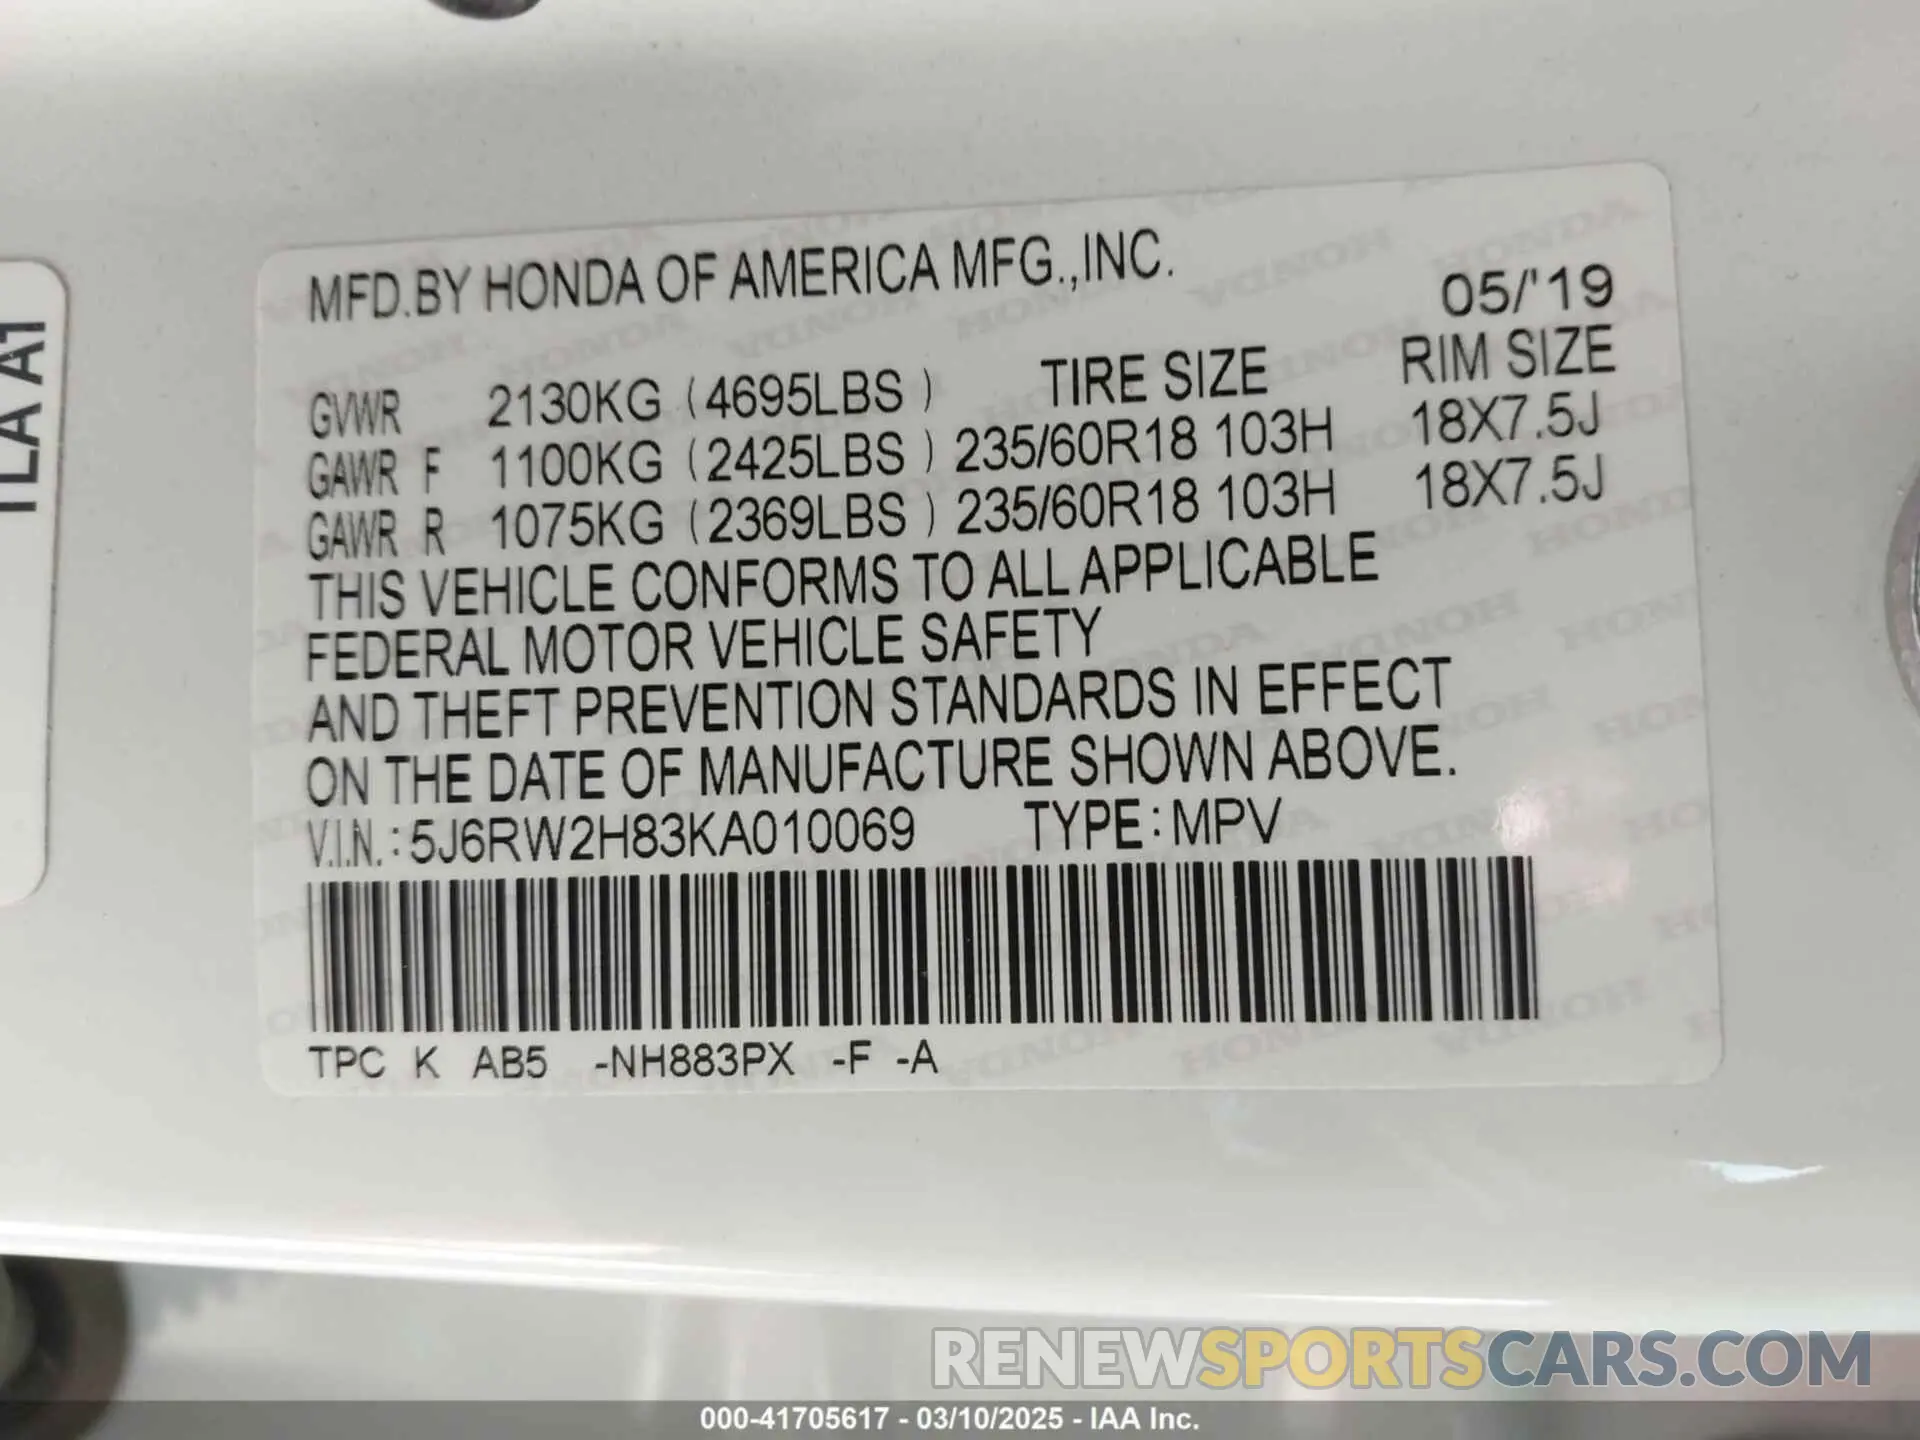 MFD.BY HONDA OF AMERICA MFG.,INC.
05/'19
GVWR 2130KG (4695LBS) TIRE SIZE RIM SIZE
GAWR F 1100KG (2425LBS) 235/60R18 103H 18X7.5J
GAWR R 1075KG (2369LBS) 235/60R18 103H 18X7.5J
THIS VEHICLE CONFORMS TO ALL APPLICABLE
FEDERAL MOTOR VEHICLE SAFETY
AND THEFT PREVENTION STANDARDS IN EFFECT
ON THE DATE OF MANUFACTURE SHOWN ABOVE.
V.I.N.: 5J6RW2H83KA010069 TYPE: MPV
TPC K AB5 -NH883PX -F -A
TLA A1
RENEWSPORTSCARS.COM
000-41705617 - 03/10/2025 - IAA Inc.